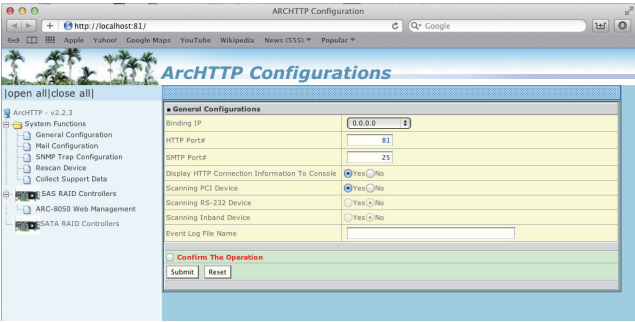 ARCHTTP Configuration
http://localhost:81/
Google
Apple Yahoo! Google Maps YouTube Wikipedia News (555) Popular
ArcHTTP Configurations
|open all|close all|
ArcHTTP - v2.2.3
System Functions
General Configuration
Mail Configuration
SNMP Trap Configuration
Rescan Device
Collect Support Data
SAS RAID Controllers
ARC-8050 Web Management
SATA RAID Controllers
General Configurations
Binding IP 0.0.0.0
HTTP Port# 81
SMTP Port# 25
Display HTTP Connection Information To Console Yes No
Scanning PCI Device Yes No
Scanning RS-232 Device Yes No
Scanning Inband Device Yes No
Event Log File Name
Confirm The Operation
Submit Reset